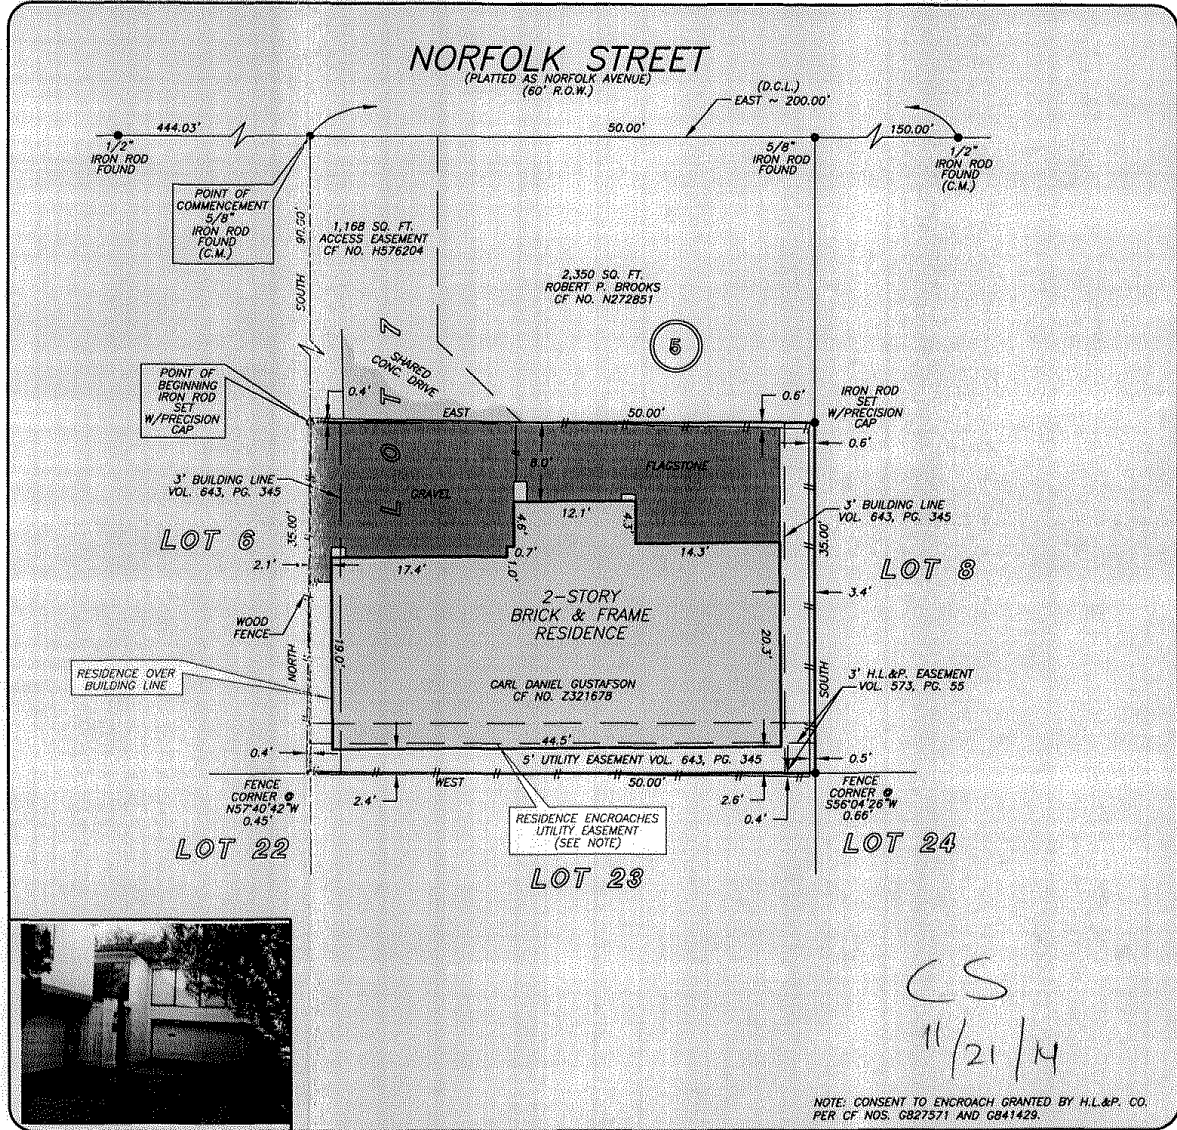 NORFOLK STREET
(PLATTED AS NORFOLK AVENUE)
(60' R.O.W.)
(D.C.L.)
EAST ~ 200.00'
444.03'
50.00'
150.00'
1/2"
IRON ROD
FOUND
5/8"
IRON ROD
FOUND
1/2"
IRON ROD
FOUND
(C.M.)
POINT OF
COMMENCEMENT
5/8"
IRON ROD
FOUND
(C.M.)
SOUTH 90.00'
1,168 SQ. FT.
ACCESS EASEMENT
CF NO. H576204
2,350 SQ. FT.
ROBERT P. BROOKS
CF NO. N272851
5
LOT 7
SHARED
CONC. DRIVE
POINT OF
BEGINNING
IRON ROD
SET
W/PRECISION
CAP
0.4'
EAST
50.00'
0.6'
IRON ROD
SET
W/PRECISION
CAP
0.6'
8.0'
FLAGSTONE
GRAVEL
3' BUILDING LINE
VOL. 643, PG. 345
3' BUILDING LINE
VOL. 643, PG. 345
35.00'
35.00'
12.1'
4.6'
4.3'
LOT 6
LOT 8
2.1'
17.4'
0.7'
1.0'
14.3'
3.4'
2-STORY
BRICK & FRAME
RESIDENCE
WOOD
FENCE
19.0'
20.3'
NORTH
SOUTH
RESIDENCE OVER
BUILDING LINE
CARL DANIEL GUSTAFSON
CF NO. Z321678
3' H.L.&P. EASEMENT
VOL. 573, PG. 55
44.5'
0.4'
5' UTILITY EASEMENT VOL. 643, PG. 345
0.5'
WEST
50.00'
FENCE
CORNER @
N57°40'42"W
0.45'
2.4'
2.6'
0.4'
FENCE
CORNER @
S56°04'26"W
0.66'
RESIDENCE ENCROACHES
UTILITY EASEMENT
(SEE NOTE)
LOT 22
LOT 23
LOT 24
CS
11/21/14
NOTE: CONSENT TO ENCROACH GRANTED BY H.L.&P. CO.
PER CF NOS. G827571 AND G841429.